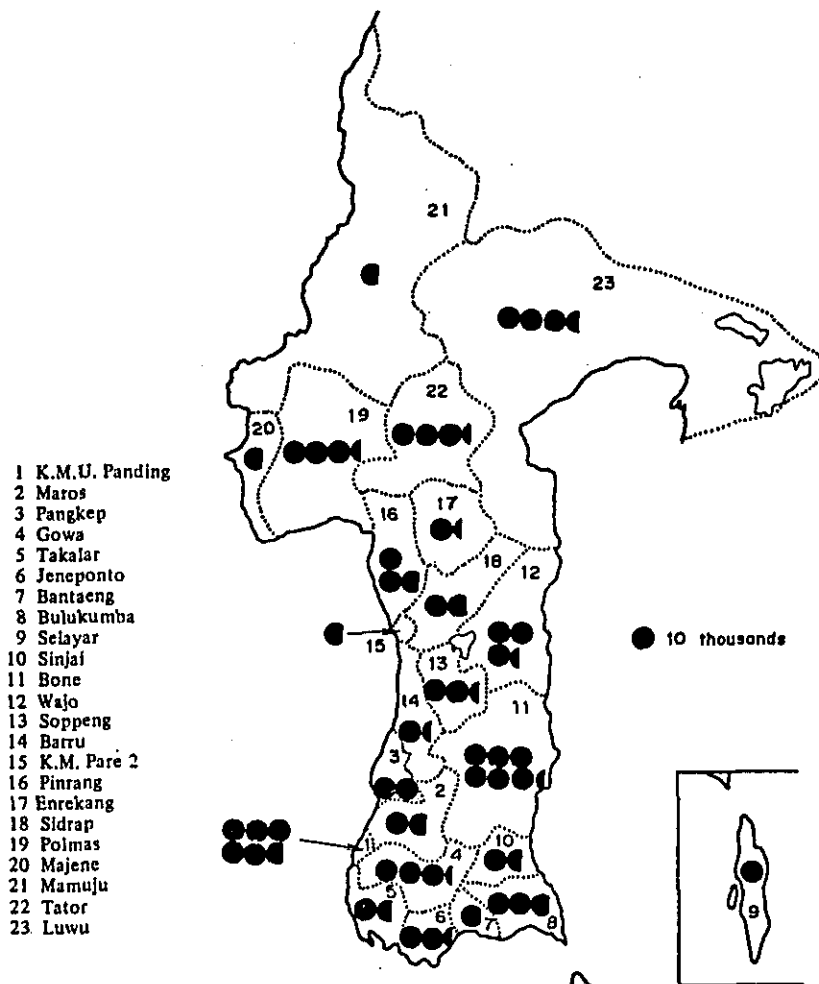 21
23
22
19
20
1 K.M.U. Panding
2 Maros
3 Pangkep
4 Gowa
5 Takalar
6 Jeneponto
7 Bantaeng
8 Bulukumba
9 Selayar
10 Sinjai
11 Bone
12 Wajo
13 Soppeng
14 Barru
15 K.M. Pare 2
16 Pinrang
17 Enrekang
18 Sidrap
19 Polmas
20 Majene
21 Mamuju
22 Tator
23 Luwu
16
17
18
12
15
10 thousands
13
14
11
3
2
1
4
10
5
6
7
8
9